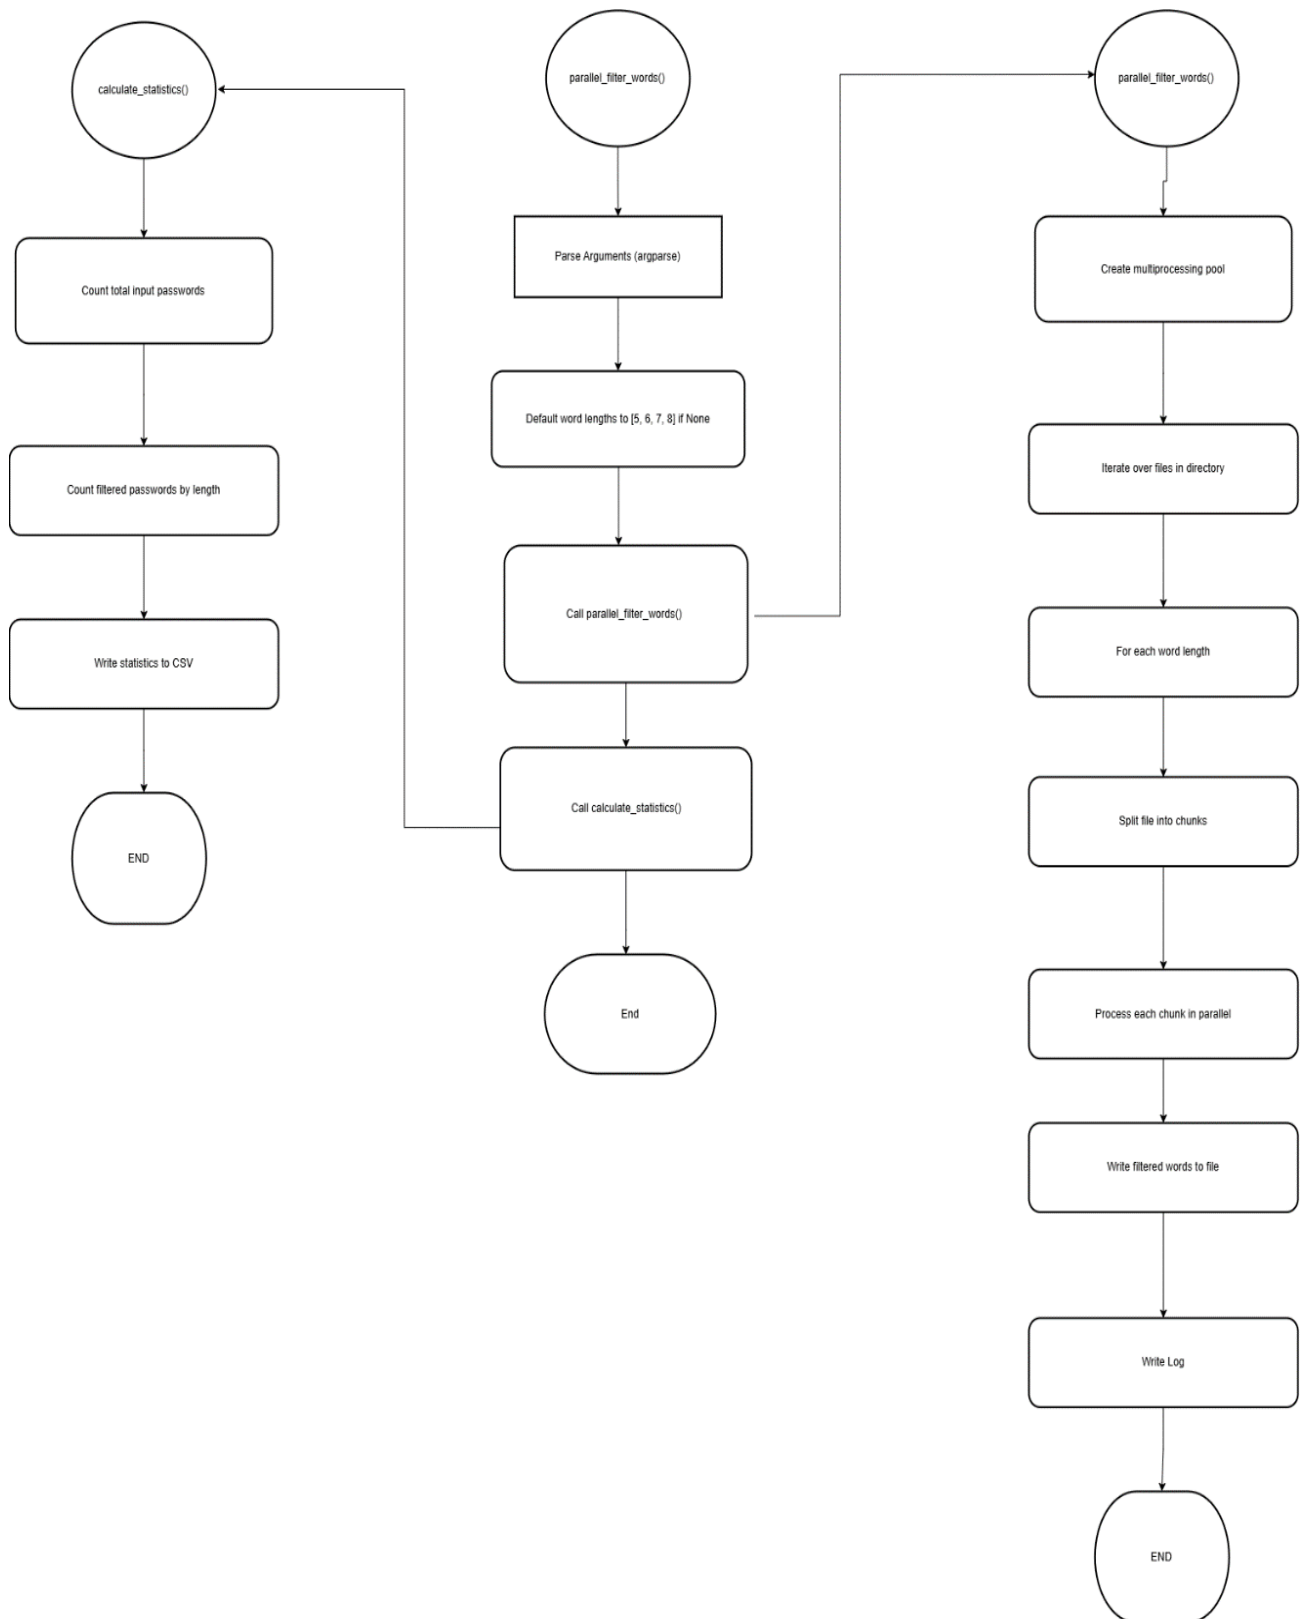 calculate_statistics()
Count total input passwords
Count filtered passwords by length
Write statistics to CSV
END
parallel_filter_words()
Parse Arguments (argparse)
Default word lengths to [5, 6, 7, 8] if None
Call parallel_filter_words()
Call calculate_statistics()
End
parallel_filter_words()
Create multiprocessing pool
Iterate over files in directory
For each word length
Split file into chunks
Process each chunk in parallel
Write filtered words to file
Write Log
END